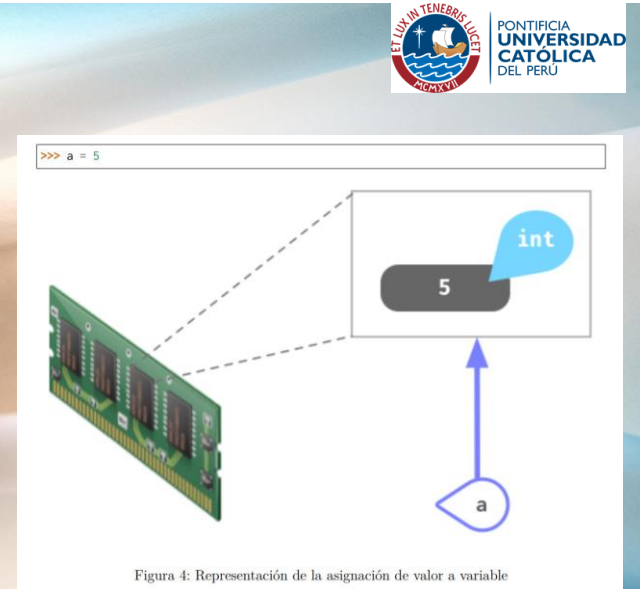 ET LUX IN TENEBRIS LUCET
MCMXVII
PONTIFICIA
UNIVERSIDAD
CATÓLICA
DEL PERÚ
>>> a = 5
int
5
a
Figura 4: Representación de la asignación de valor a variable